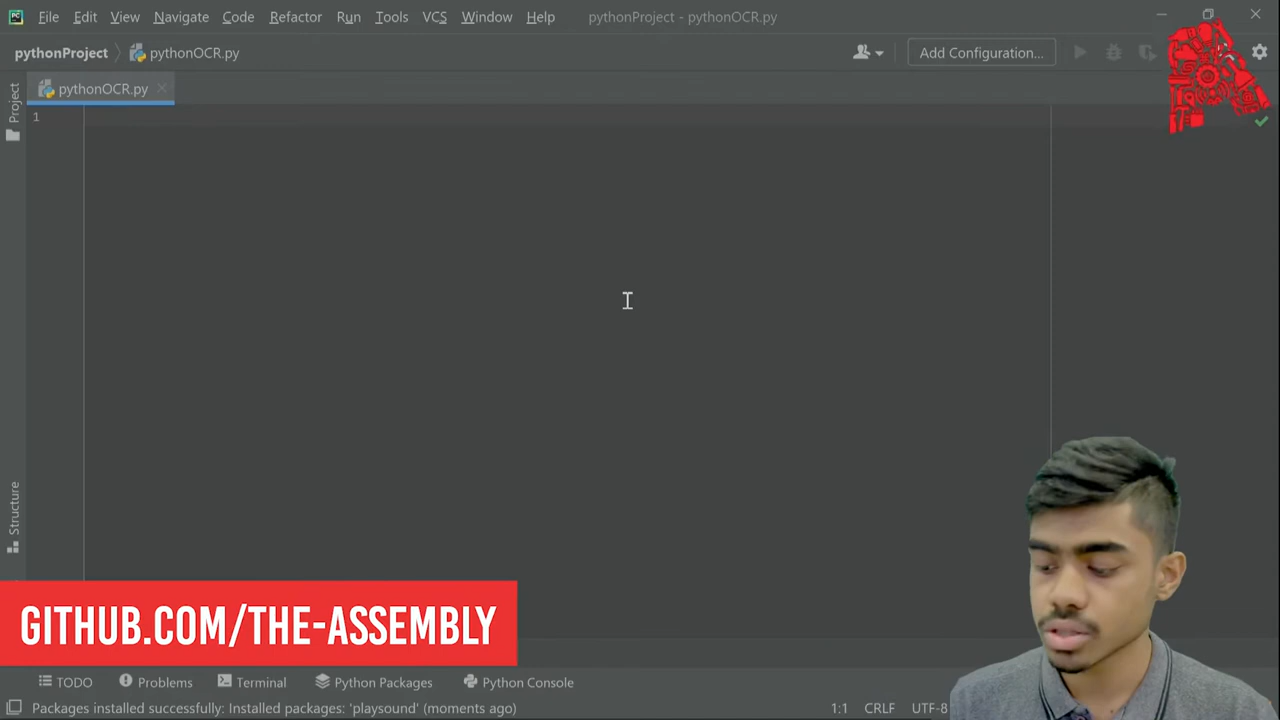 File Edit View Navigate Code Refactor Run Tools VCS Window Help pythonProject - pythonOCR.py
pythonProject pythonOCR.py Add Configuration...
pythonOCR.py
1
Project
Structure
GITHUB.COM/THE-ASSEMBLY
TODO Problems Terminal Python Packages Python Console
Packages installed successfully: Installed packages: 'playsound' (moments ago) 1:1 CRLF UTF-8